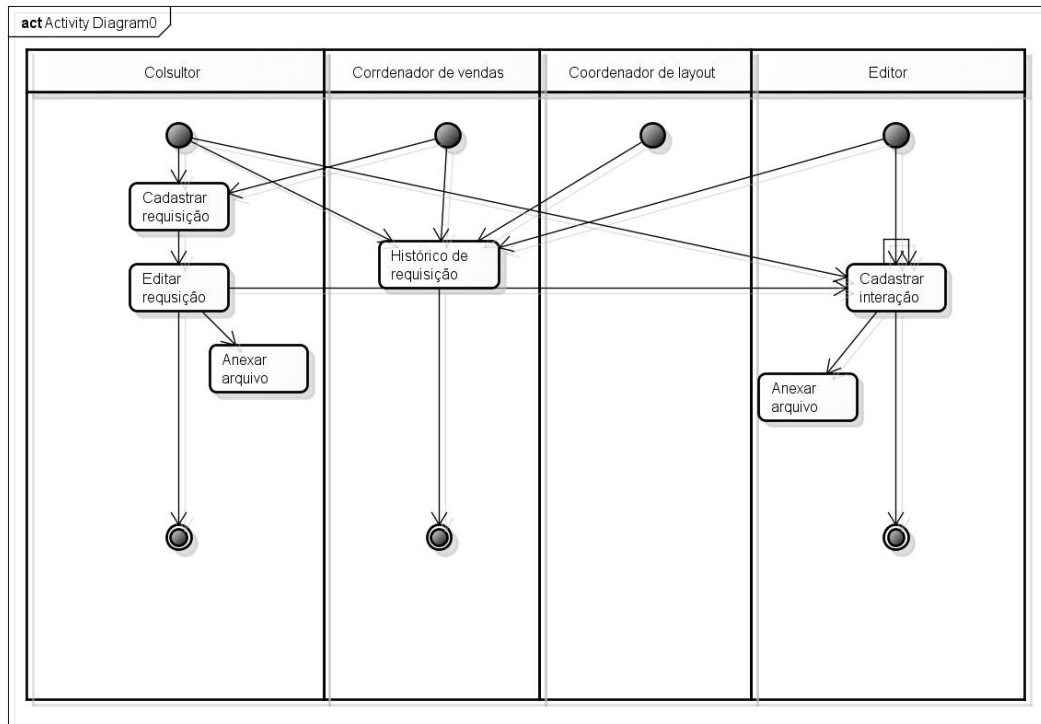 act Activity Diagram0
Colsultor
Corrdenador de vendas
Coordenador de layout
Editor
Cadastrar
requisição
Histórico de
requisição
Editar
requsição
Cadastrar
interação
Anexar
arquivo
Anexar
arquivo